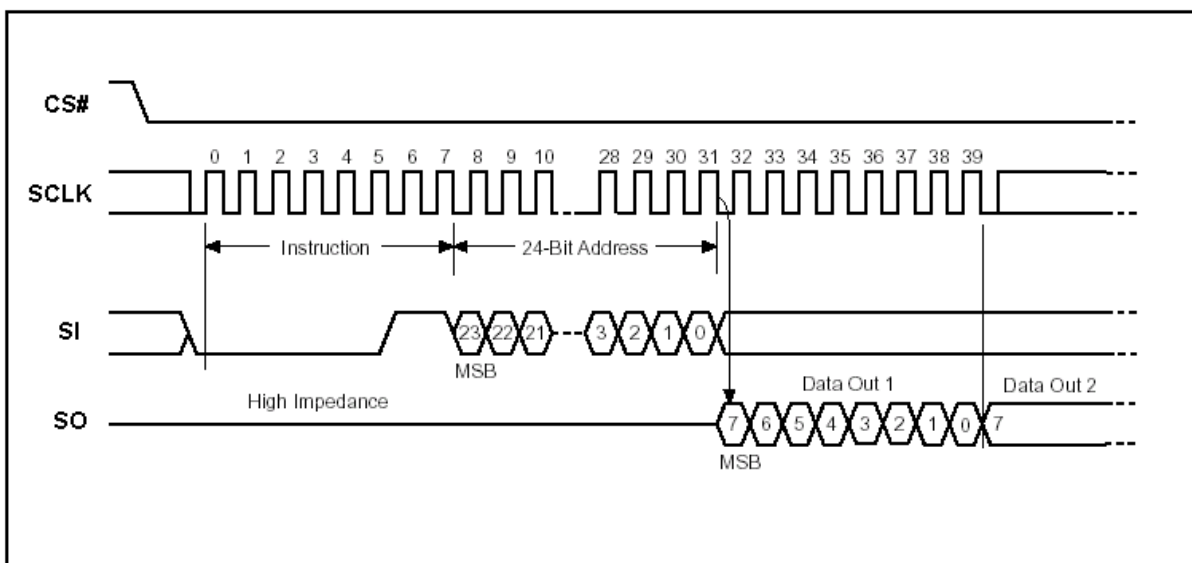 CS#
0 1 2 3 4 5 6 7 8 9 10 28 29 30 31 32 33 34 35 36 37 38 39
SCLK
Instruction 24-Bit Address
SI 23 22 21 3 2 1 0
MSB
High Impedance Data Out 1 Data Out 2
SO 7 6 5 4 3 2 1 0 7
MSB